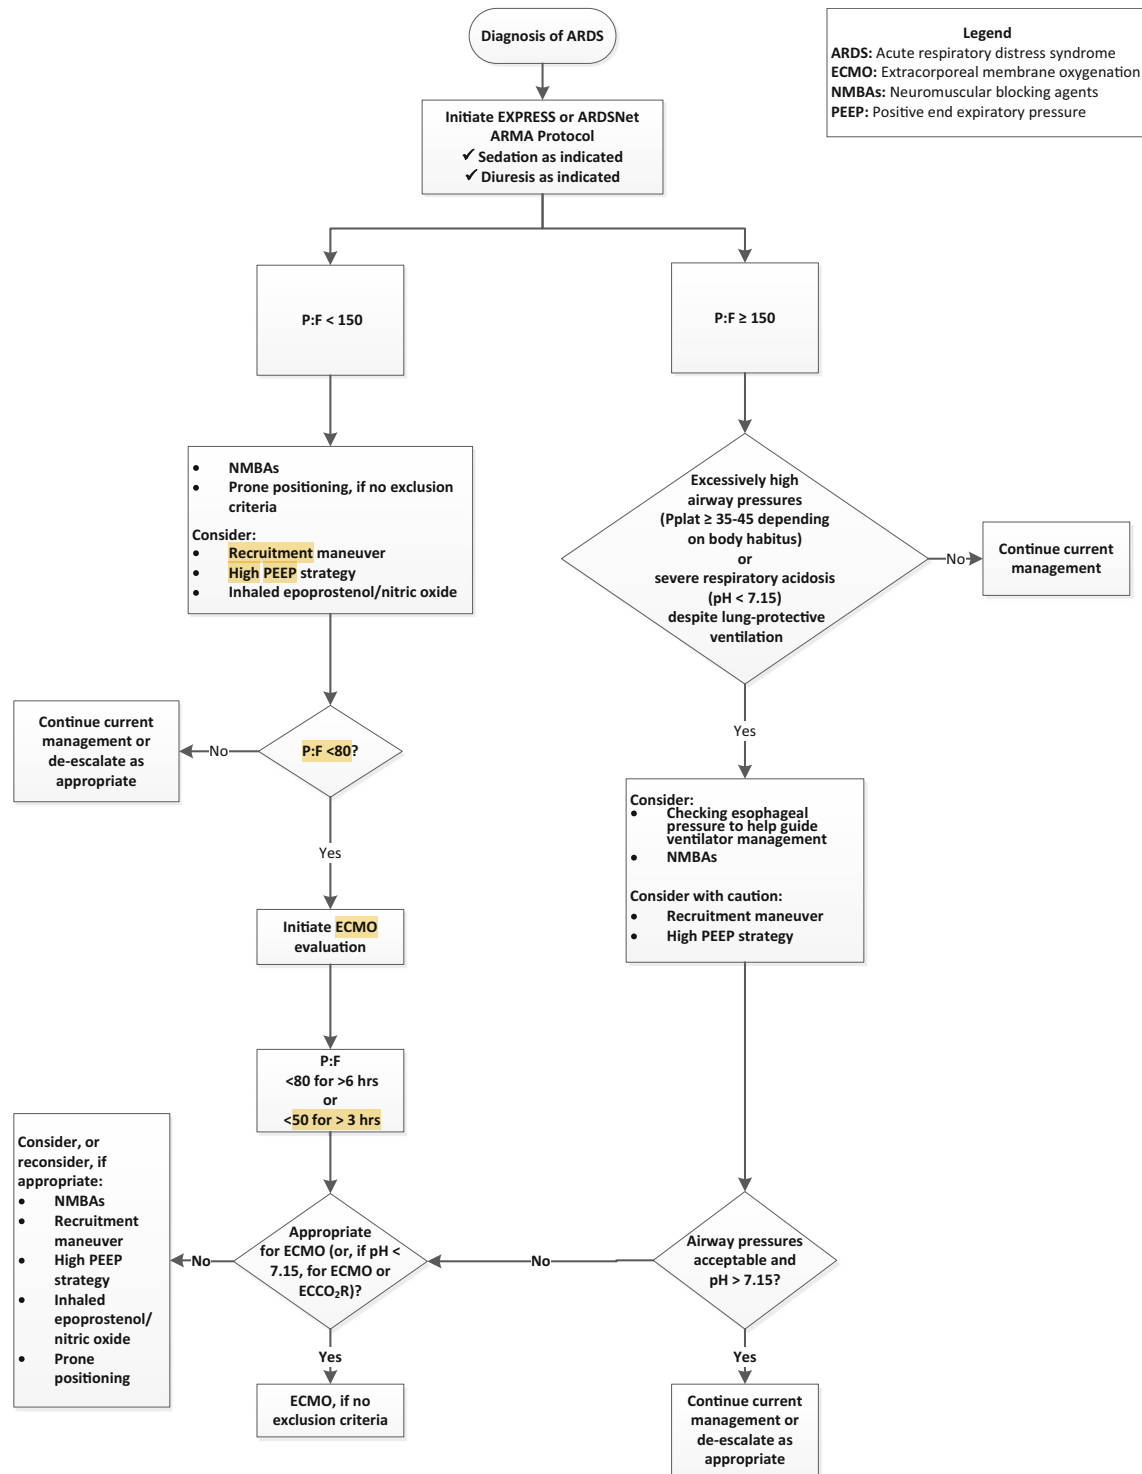 Diagnosis of ARDS
Legend
ARDS: Acute respiratory distress syndrome
ECMO: Extracorporeal membrane oxygenation
NMBAs: Neuromuscular blocking agents
PEEP: Positive end expiratory pressure
Initiate EXPRESS or ARDSNet
ARMA Protocol
✓ Sedation as indicated
✓ Diuresis as indicated
P:F < 150
P:F ≥ 150
• NMBAs
• Prone positioning, if no exclusion
criteria
Consider:
• Recruitment maneuver
• High PEEP strategy
• Inhaled epoprostenol/nitric oxide
Excessively high
airway pressures
(Pplat ≥ 35-45 depending
on body habitus)
or
severe respiratory acidosis
(pH < 7.15)
despite lung-protective
ventilation
No
Continue current
management
Yes
P:F <80?
No
Continue current
management or
de-escalate as
appropriate
Yes
Consider:
• Checking esophageal
pressure to help guide
ventilator management
• NMBAs
Consider with caution:
• Recruitment maneuver
• High PEEP strategy
Initiate ECMO
evaluation
P:F
<80 for >6 hrs
or
<50 for > 3 hrs
Appropriate
for ECMO (or, if pH <
7.15, for ECMO or
ECCO₂R)?
No
Consider, or
reconsider, if
appropriate:
• NMBAs
• Recruitment
maneuver
• High PEEP
strategy
• Inhaled
epoprostenol/
nitric oxide
• Prone
positioning
No
Airway pressures
acceptable and
pH > 7.15?
Yes
ECMO, if no
exclusion criteria
Yes
Continue current
management or
de-escalate as
appropriate